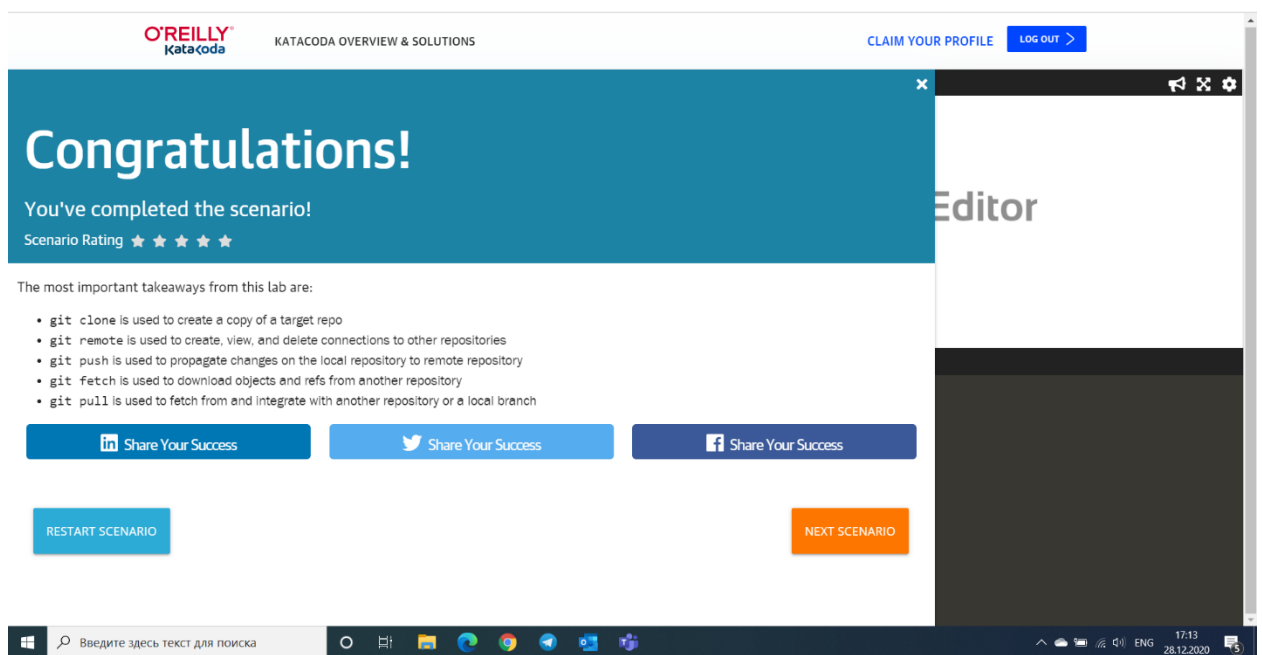 O'REILLY®
Katacoda
KATACODA OVERVIEW & SOLUTIONS
CLAIM YOUR PROFILE
LOG OUT
Congratulations!
You've completed the scenario!
Scenario Rating
Editor
The most important takeaways from this lab are:
• git clone is used to create a copy of a target repo
• git remote is used to create, view, and delete connections to other repositories
• git push is used to propagate changes on the local repository to remote repository
• git fetch is used to download objects and refs from another repository
• git pull is used to fetch from and integrate with another repository or a local branch
in Share Your Success
Share Your Success
f Share Your Success
RESTART SCENARIO
NEXT SCENARIO
Введите здесь текст для поиска
ENG
17:13
28.12.2020
5